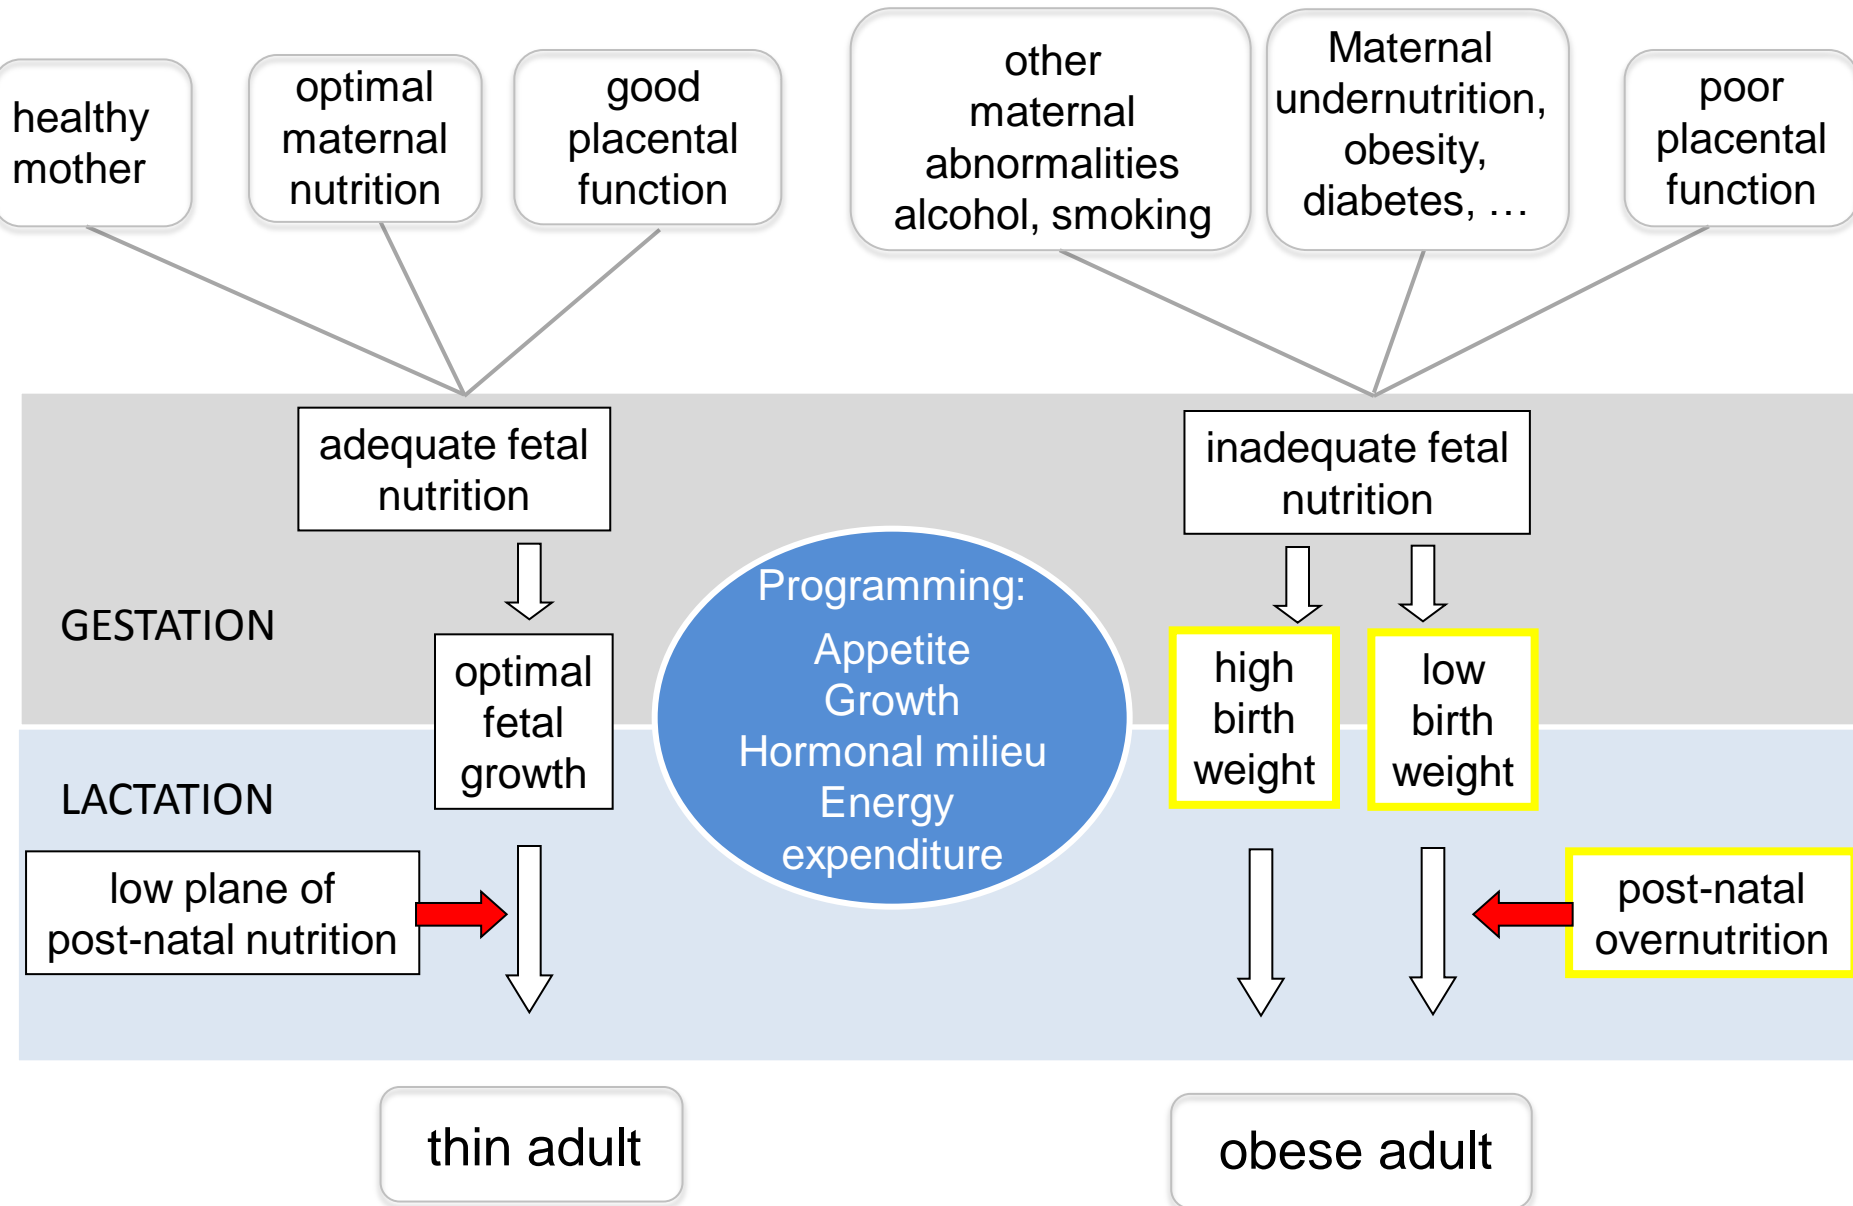 healthy
mother
optimal
maternal
nutrition
good
placental
function
other
maternal
abnormalities
alcohol, smoking
Maternal
undernutrition,
obesity,
diabetes, …
poor
placental
function
adequate fetal
nutrition
inadequate fetal
nutrition
GESTATION
optimal
fetal
growth
Programming:
Appetite
Growth
Hormonal milieu
Energy
expenditure
high
birth
weight
low
birth
weight
LACTATION
low plane of
post-natal nutrition
post-natal
overnutrition
thin adult
obese adult